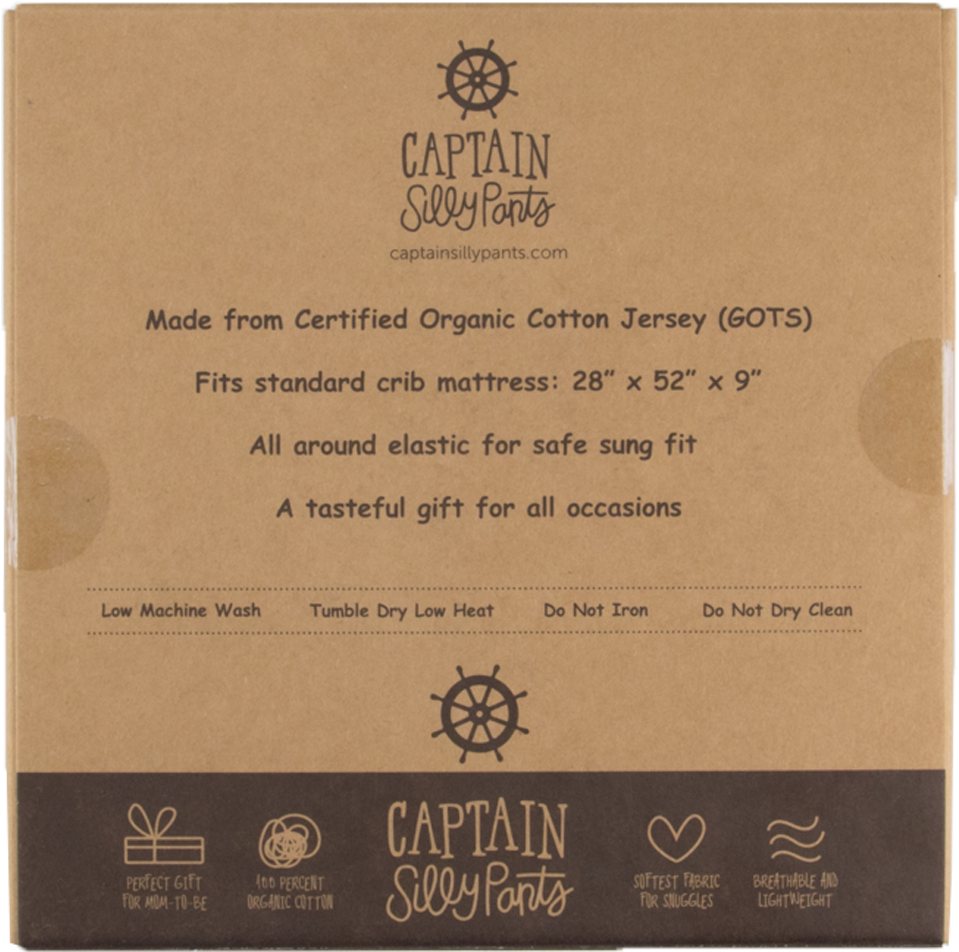 CAPTAIN
Silly Pants
captainsillypants.com
Made from Certified Organic Cotton Jersey (GOTS)
Fits standard crib mattress: 28” x 52” x 9”
All around elastic for safe sung fit
A tasteful gift for all occasions
Low Machine Wash Tumble Dry Low Heat Do Not Iron Do Not Dry Clean
CAPTAIN
Silly Pants
PERFECT GIFT
FOR MOM-TO-BE
100 PERCENT
ORGANIC COTTON
SOFTEST FABRIC
FOR SNUGGLES
BREATHABLE AND
LIGHTWEIGHT